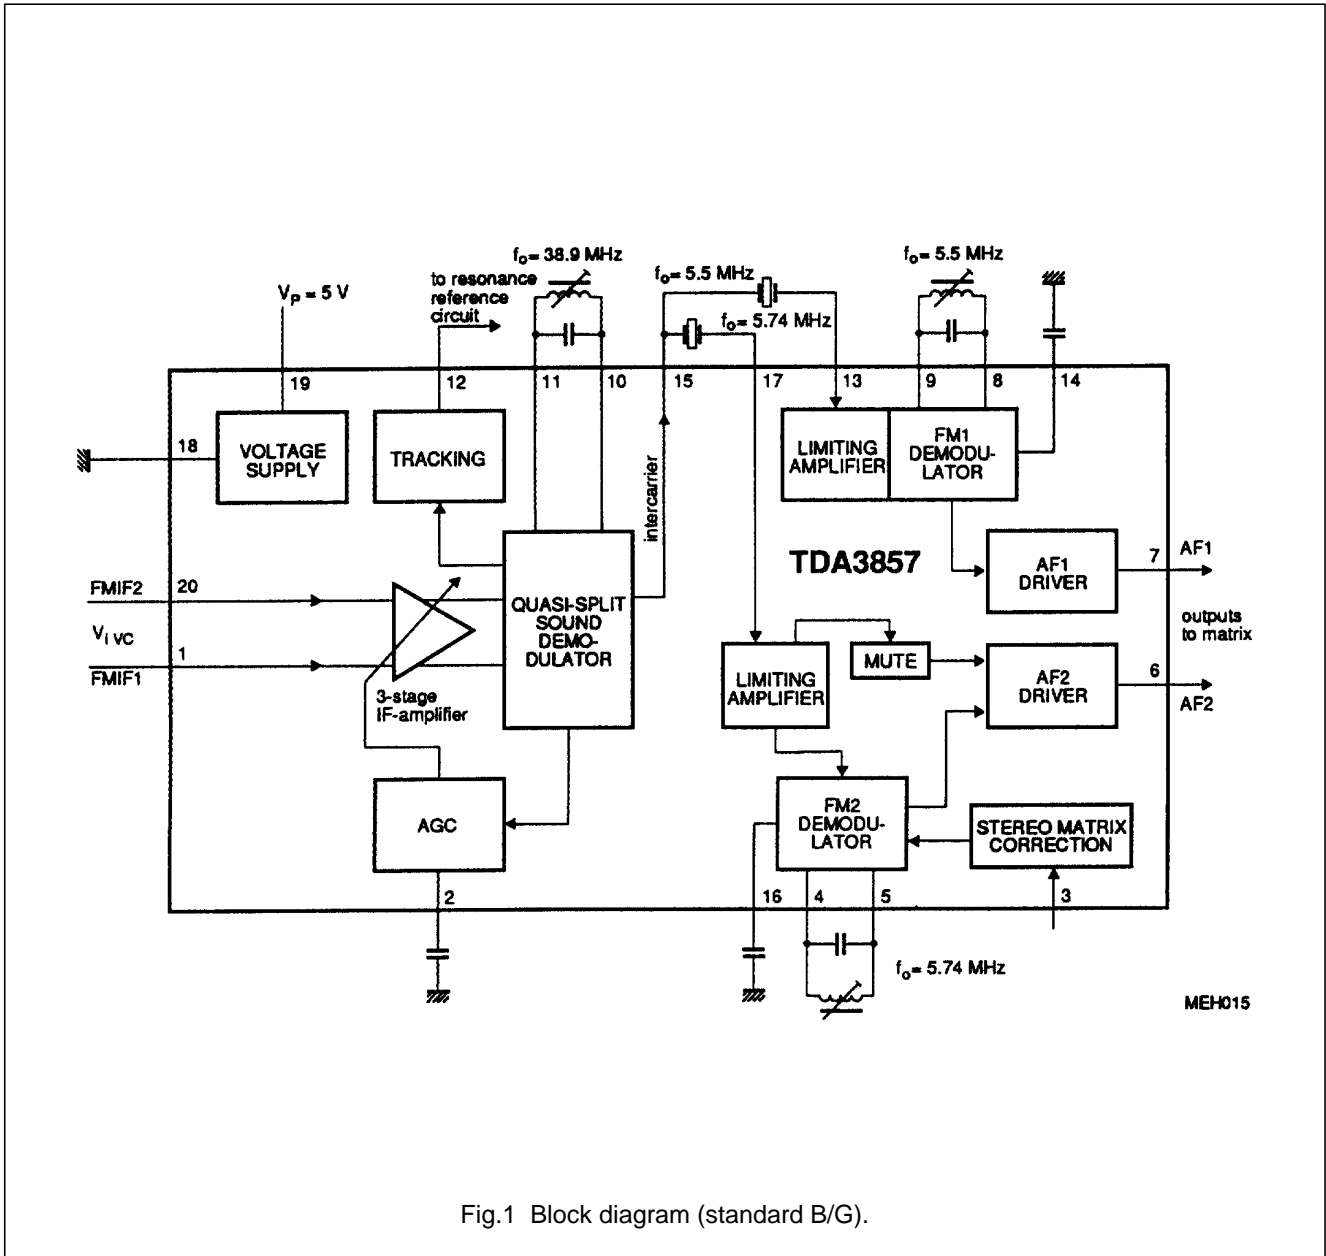 fo= 38.9 MHz
fo= 5.5 MHz
fo= 5.5 MHz
to resonance
reference
circuit
VP = 5 V
fo= 5.74 MHz
19
12
11
10
15
17
13
9
8
14
18
VOLTAGE
SUPPLY
TRACKING
LIMITING
AMPLIFIER
FM1
DEMODU-
LATOR
intercarrier
TDA3857
AF1
DRIVER
7
AF1
FMIF2
20
QUASI-SPLIT
SOUND
DEMO-
DULATOR
outputs
to matrix
Vi VC
1
FMIF1
3-stage
IF-amplifier
LIMITING
AMPLIFIER
MUTE
AF2
DRIVER
6
AF2
AGC
FM2
DEMODU-
LATOR
STEREO MATRIX
CORRECTION
2
16
4
5
3
fo= 5.74 MHz
MEH015
Fig.1 Block diagram (standard B/G).